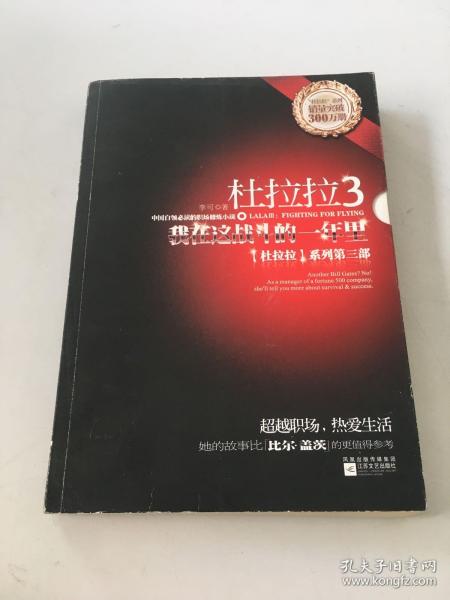 “杜拉拉”系列
销量突破
300万册
杜拉拉3
李可◎著
中国白领必读的职场修炼小说
LALA III: FIGHTING FOR FLYING
我在这战斗的一年里
【杜拉拉】系列第三部
Another Bill Gates? No!
As a manager of a fortune 500 company,
she'll tell you more about survival & success.
超越职场，热爱生活
她的故事比「比尔·盖茨」的更值得参考
凤凰出版传媒集团
江苏文艺出版社
孔夫子旧书网
www.kongfz.com